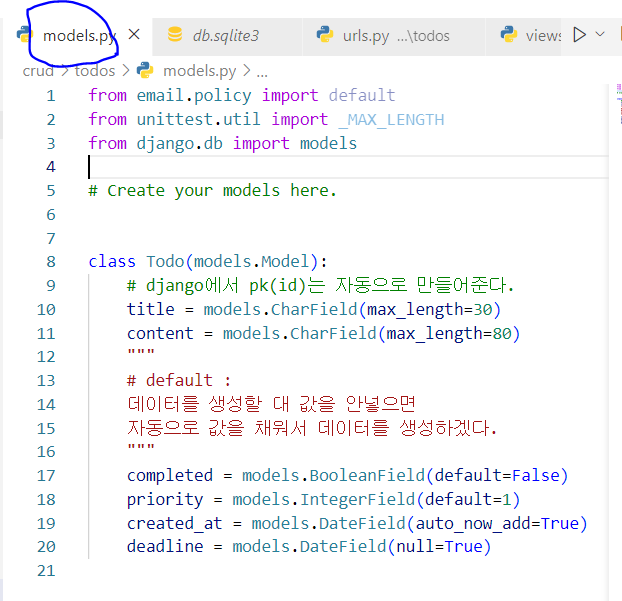 models.py × db.sqlite3 urls.py ...\todos views
crud > todos > models.py > ...
1 from email.policy import default
2 from unittest.util import _MAX_LENGTH
3 from django.db import models
4
5 # Create your models here.
6
7
8 class Todo(models.Model):
9 # django에서 pk(id)는 자동으로 만들어준다.
10 title = models.CharField(max_length=30)
11 content = models.CharField(max_length=80)
12 """
13 # default :
14 데이터를 생성할 대 값을 안넣으면
15 자동으로 값을 채워서 데이터를 생성하겠다.
16 """
17 completed = models.BooleanField(default=False)
18 priority = models.IntegerField(default=1)
19 created_at = models.DateField(auto_now_add=True)
20 deadline = models.DateField(null=True)
21